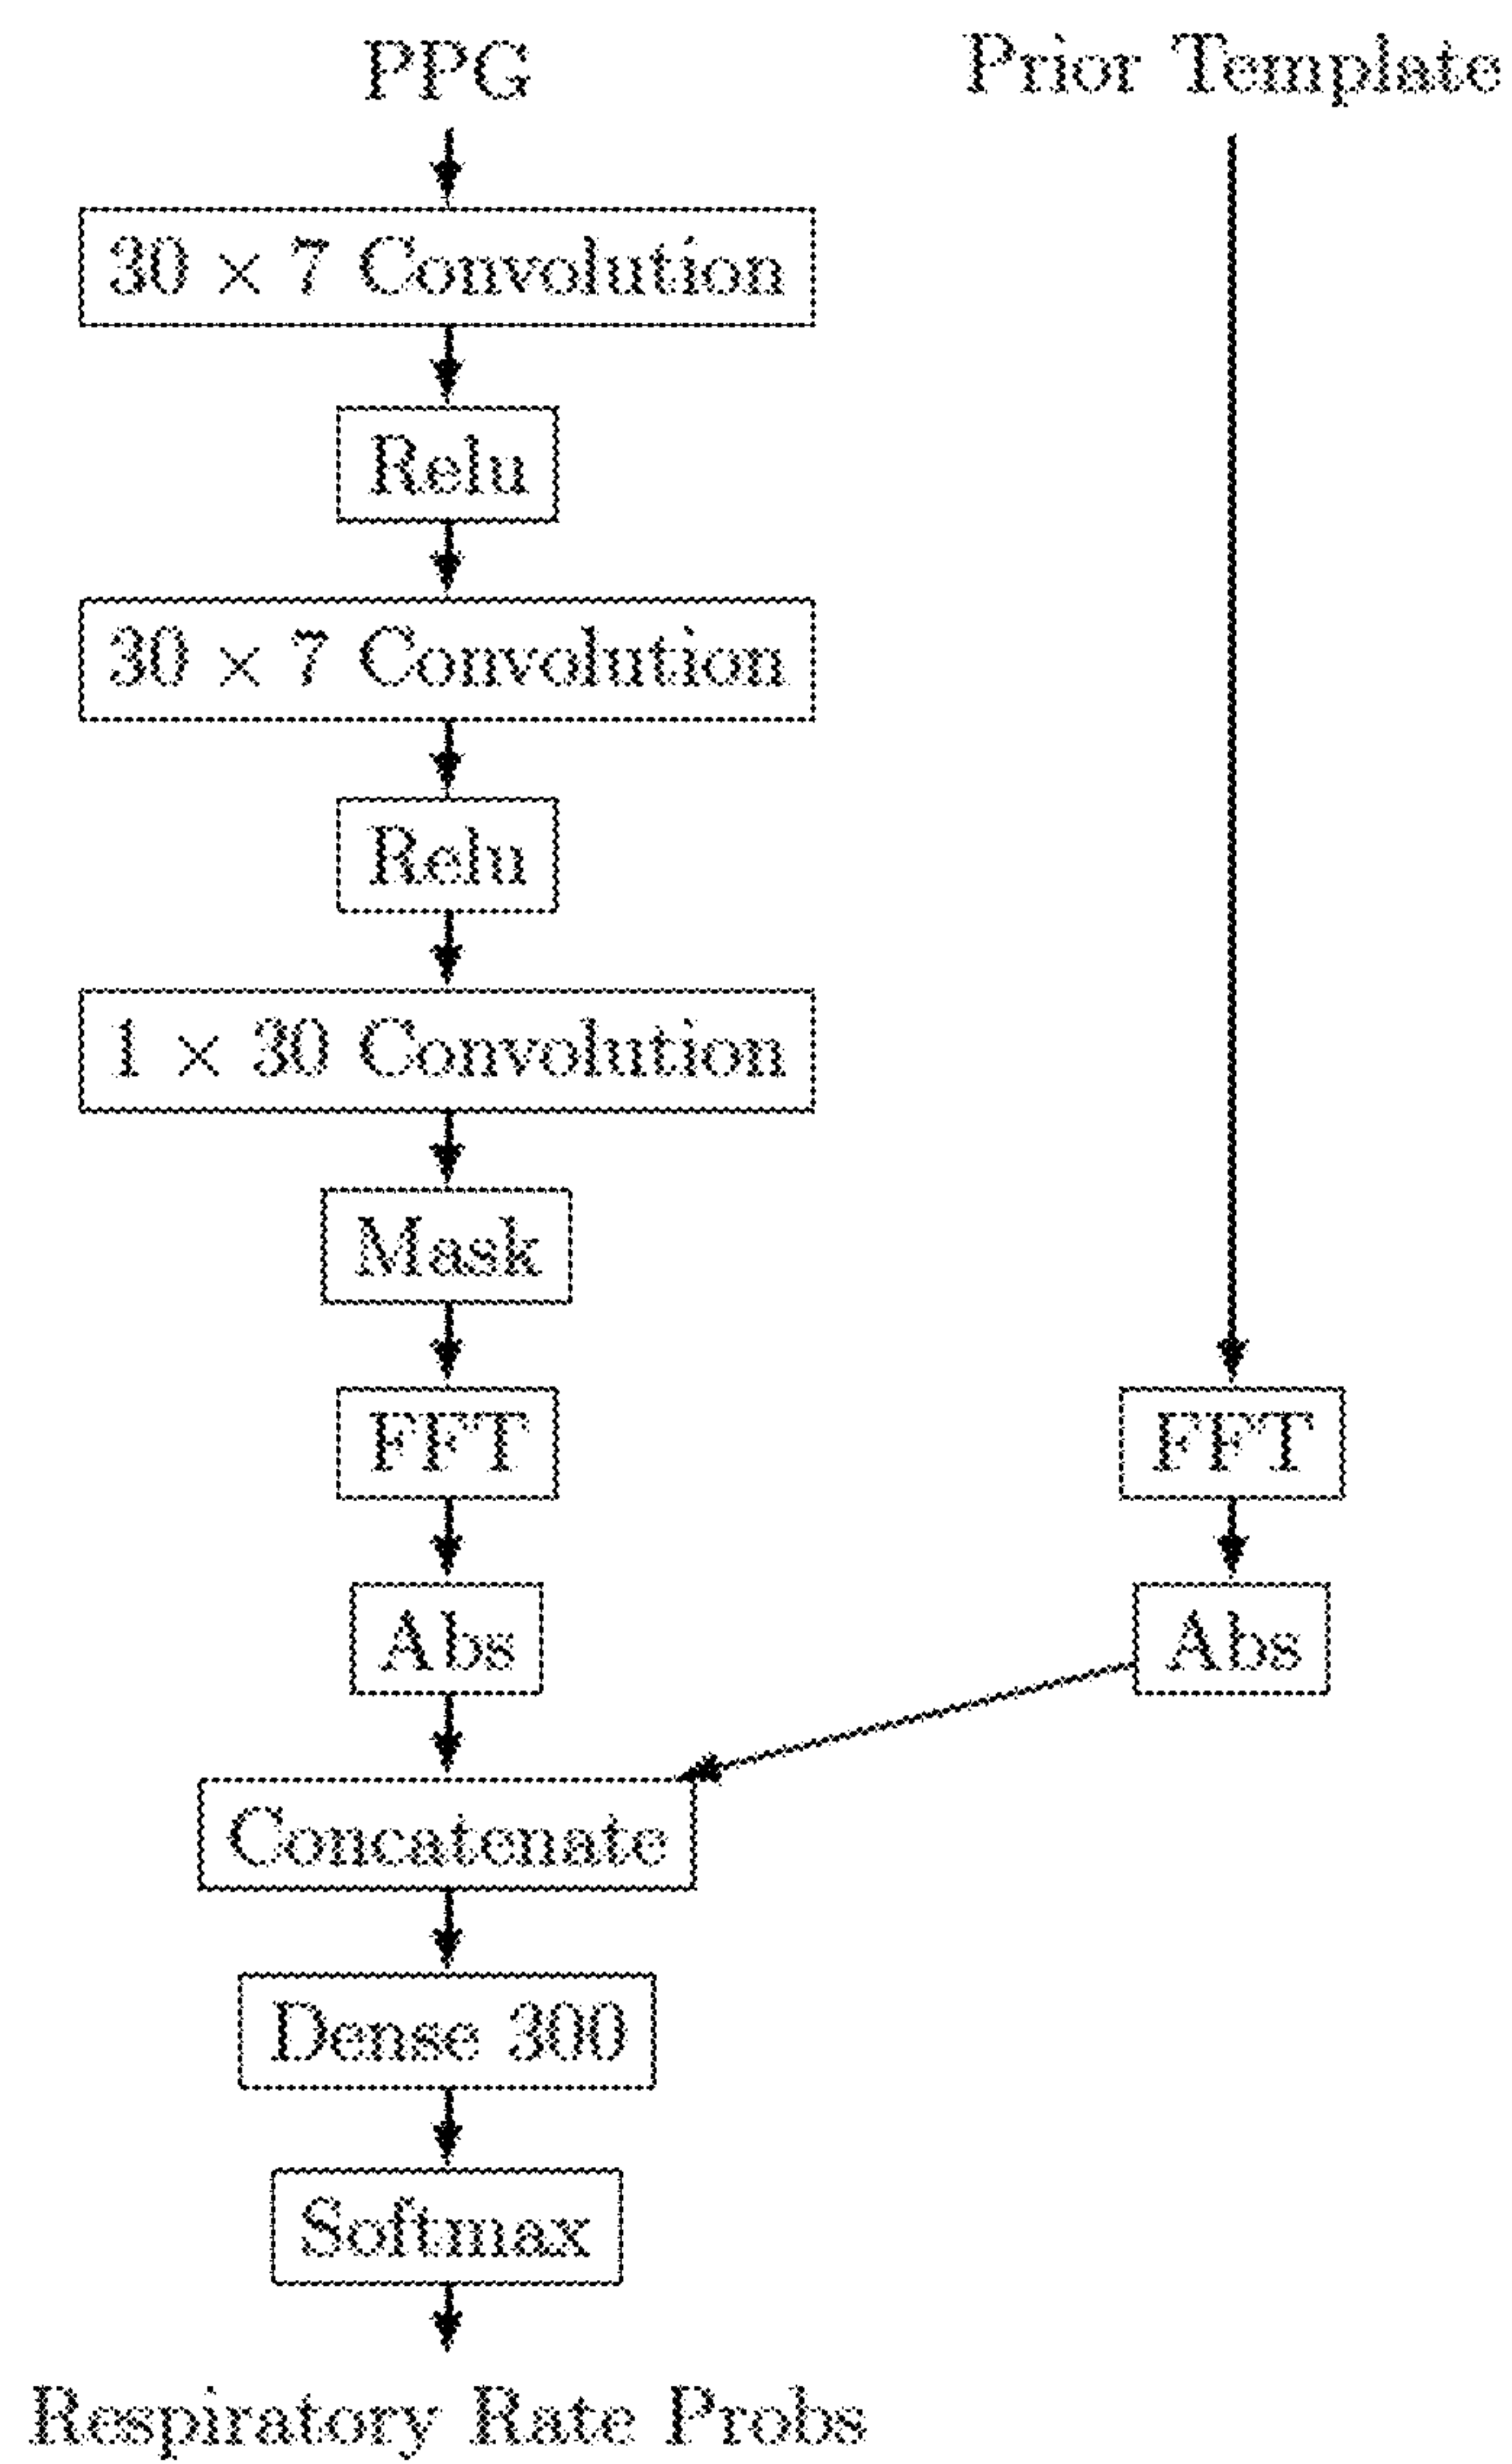 PPG
Prior Template
30 × 7 Convolution
Relu
30 × 7 Convolution
Relu
1 × 30 Convolution
Mask
FFT
FFT
Abs
Abs
Concatenate
Dense 300
Softmax
Respiratory Rate Probs